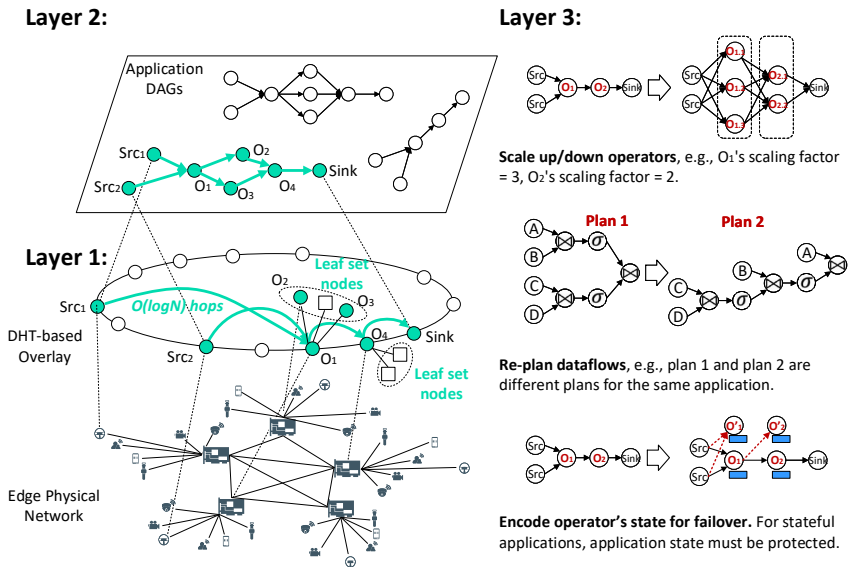 Layer 2:
Application
DAGs
Src1
O2
Sink
Src2
O1
O3
O4
Layer 1:
O2
Leaf set
nodes
Src1
O(logN) hops
O3
DHT-based
Overlay
Src2
O1
O4
Sink
Leaf set
nodes
Edge Physical
Network
Layer 3:
Src
Src
O1
O2
Sink
Src
Src
O1.1
O1.2
O1.3
O2.1
O2.2
Sink
Scale up/down operators, e.g., O1's scaling factor
= 3, O2's scaling factor = 2.
Plan 1
Plan 2
A
B
C
D
⋈
σ
⋈
σ
⋈
A
B
C
D
⋈
σ
⋈
σ
⋈
Re-plan dataflows, e.g., plan 1 and plan 2 are
different plans for the same application.
Src
Src
O1
O2
Sink
Src
Src
O'1
O'2
O1
O2
Sink
Encode operator's state for failover. For stateful
applications, application state must be protected.